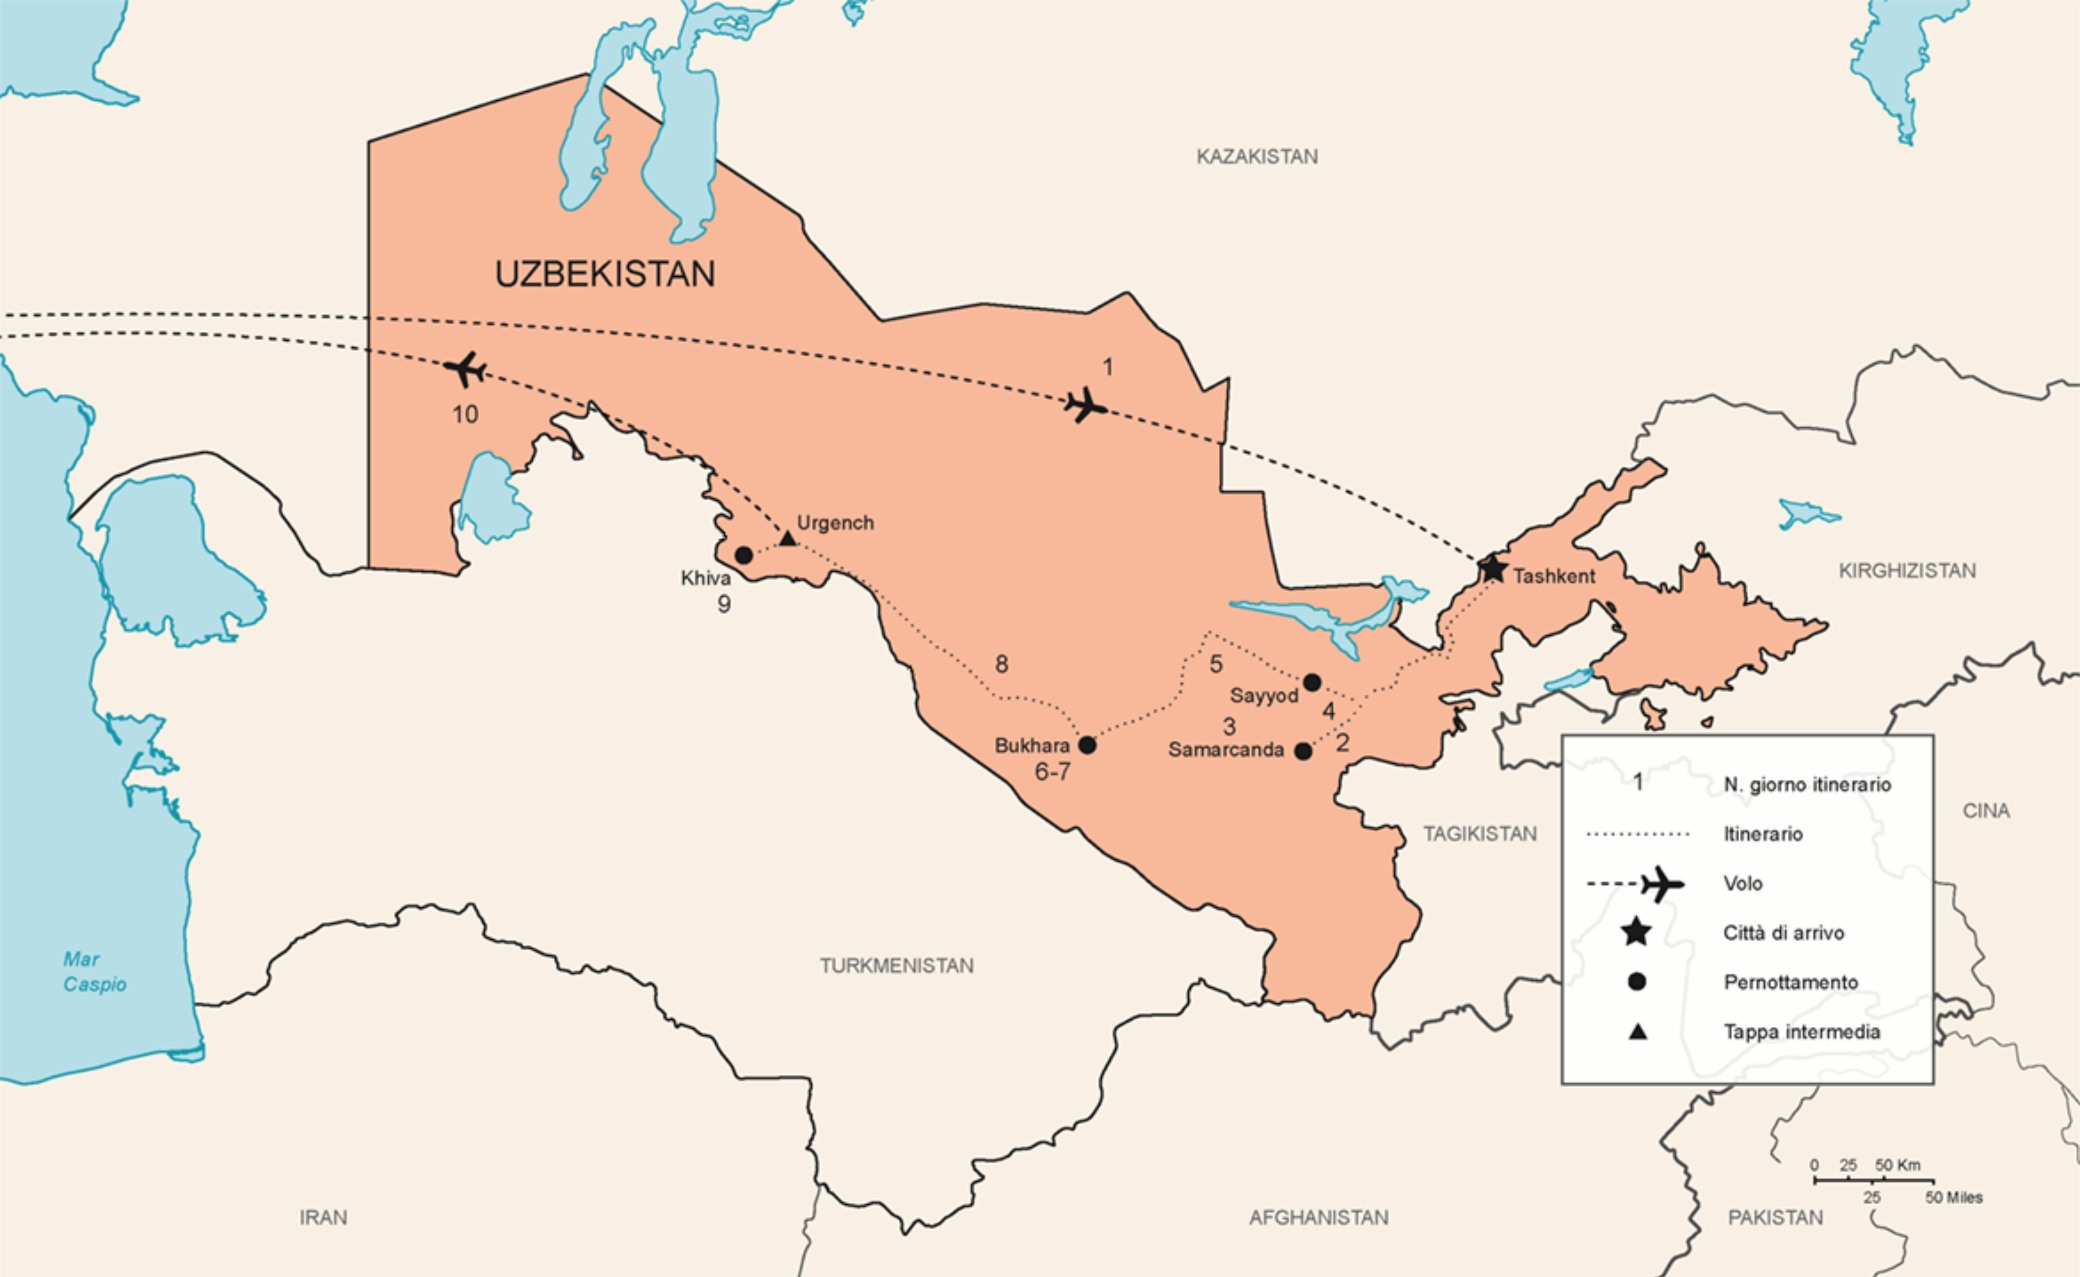 KAZAKISTAN
UZBEKISTAN
1
10
Urgench
Khiva
9
Tashkent
KIRGHIZISTAN
8
5
Sayyod
4
3
Samarcanda
2
Bukhara
6-7
1 N. giorno itinerario
Itinerario
Volo
Città di arrivo
Pernottamento
Tappa intermedia
TAGIKISTAN
CINA
Mar
Caspio
TURKMENISTAN
0 25 50 Km
25 50 Miles
IRAN
AFGHANISTAN
PAKISTAN